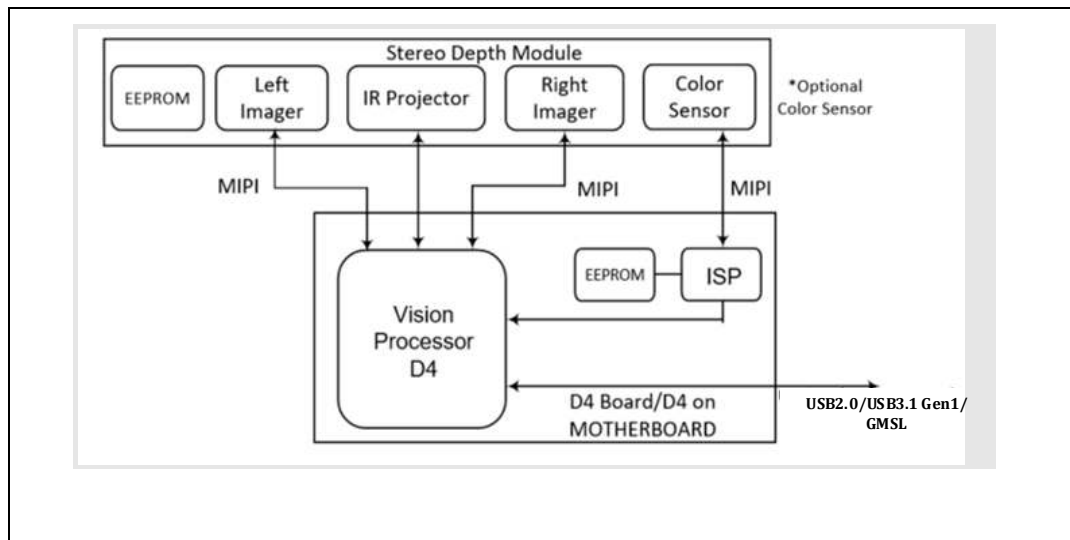 Stereo Depth Module
EEPROM
Left
Imager
IR Projector
Right
Imager
Color
Sensor
*Optional
Color Sensor
MIPI
MIPI
MIPI
EEPROM
ISP
Vision
Processor
D4
D4 Board/D4 on
MOTHERBOARD
USB2.0/USB3.1 Gen1/
GMSL